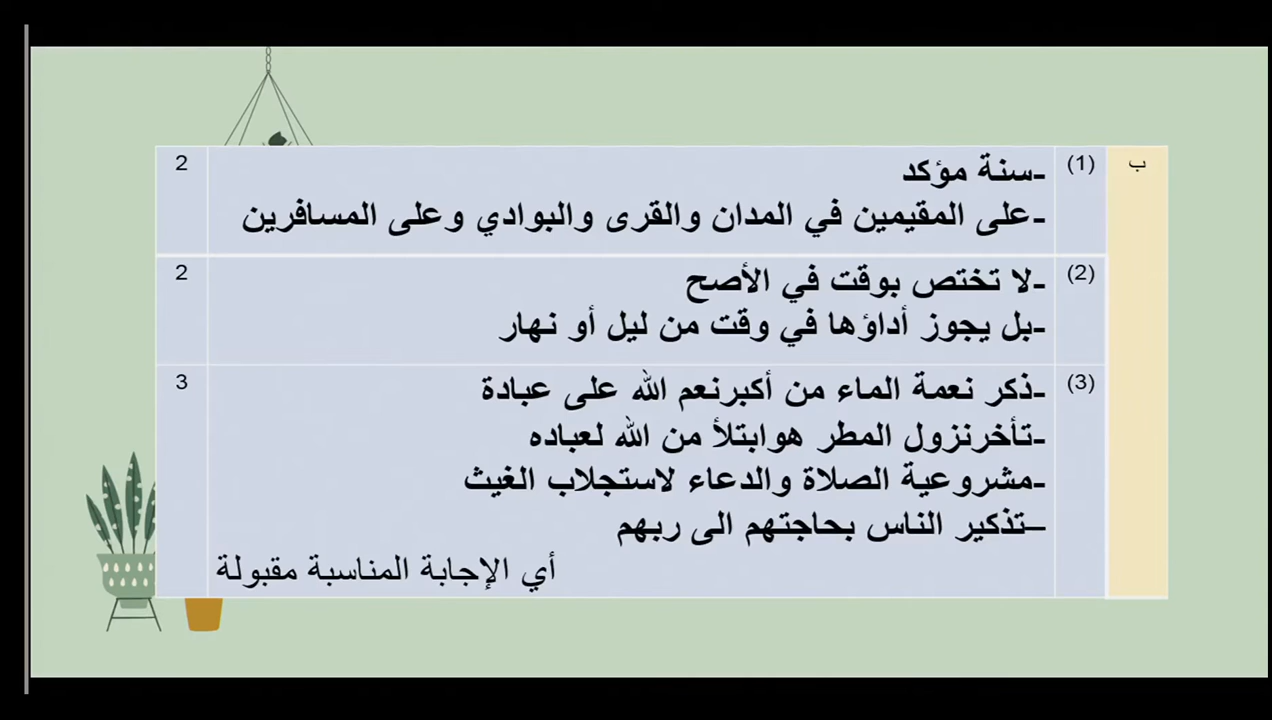 ب
(1)
-سنة مؤكد
2
-على المقيمين في المدان والقرى والبوادي وعلى المسافرين
(2)
-لا تختص بوقت في الأصح
2
-بل يجوز أداؤها في وقت من ليل أو نهار
(3)
-ذكر نعمة الماء من أكبرنعم الله على عبادة
3
-تأخرنزول المطر هوابتلأ من الله لعباده
-مشروعية الصلاة والدعاء لاستجلاب الغيث
–تذكير الناس بحاجتهم الى ربهم
أي الإجابة المناسبة مقبولة